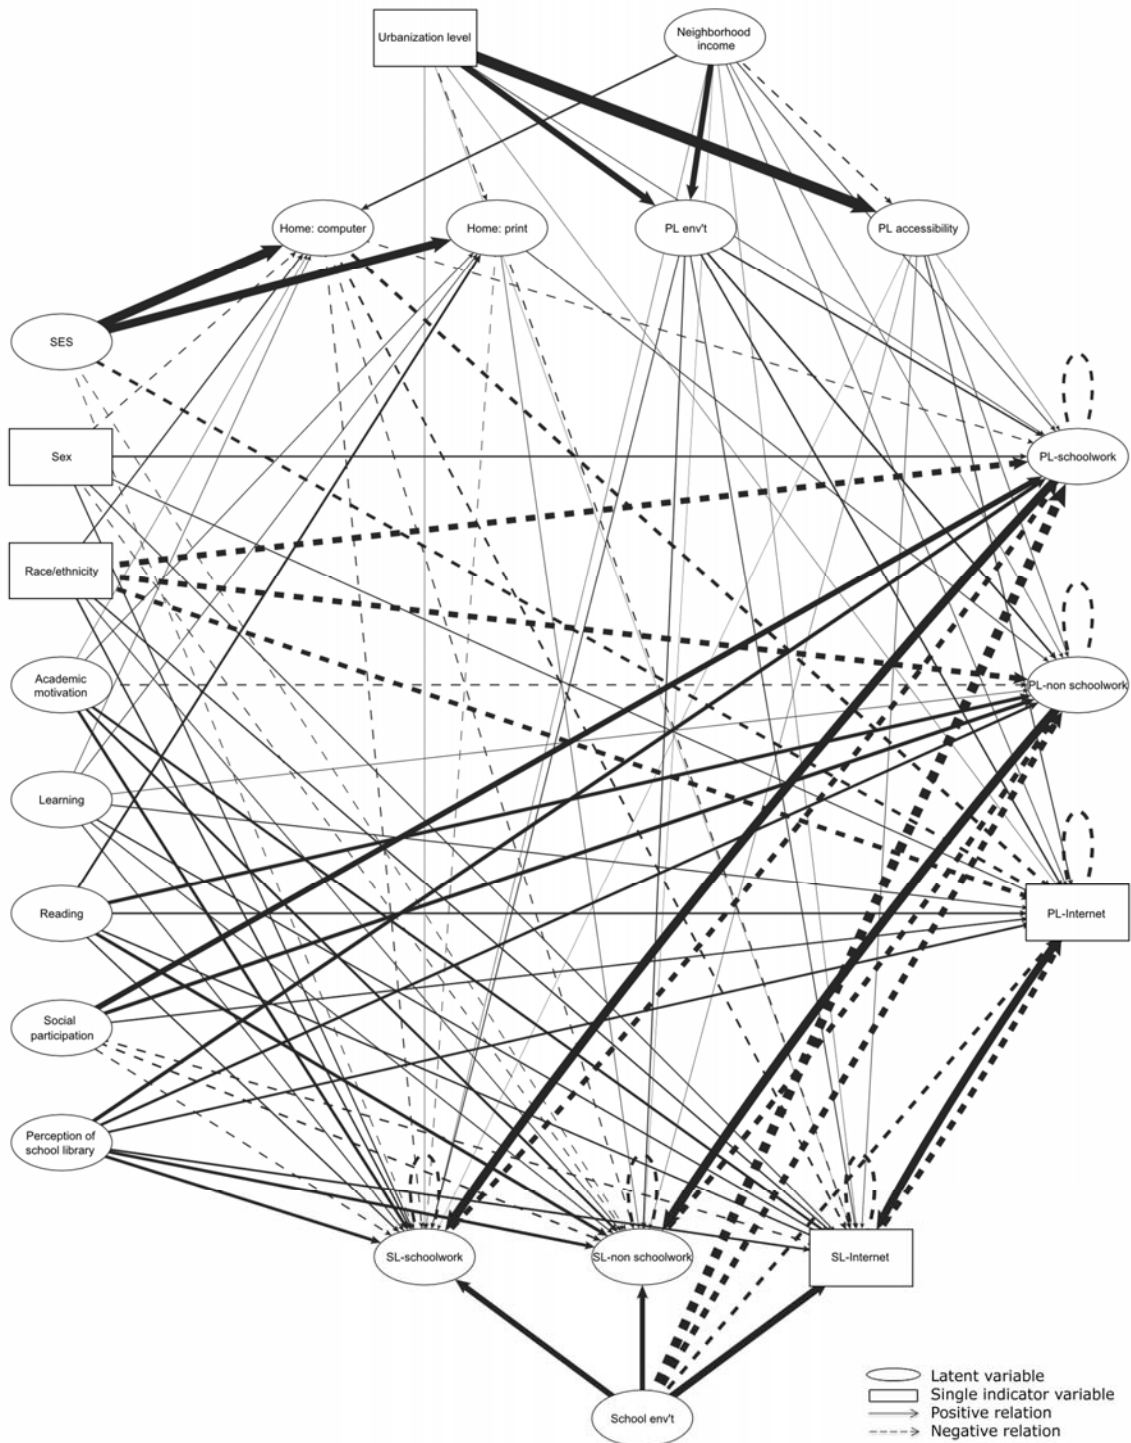 Urbanization level
Neighborhood
income
Home: computer
Home: print
PL env't
PL accessibility
SES
Sex
PL-schoolwork
Race/ethnicity
Academic
motivation
PL-non schoolwork
Learning
Reading
PL-Internet
Social
participation
Perception of
school library
SL-schoolwork
SL-non schoolwork
SL-Internet
School env't
Latent variable
Single indicator variable
Positive relation
Negative relation